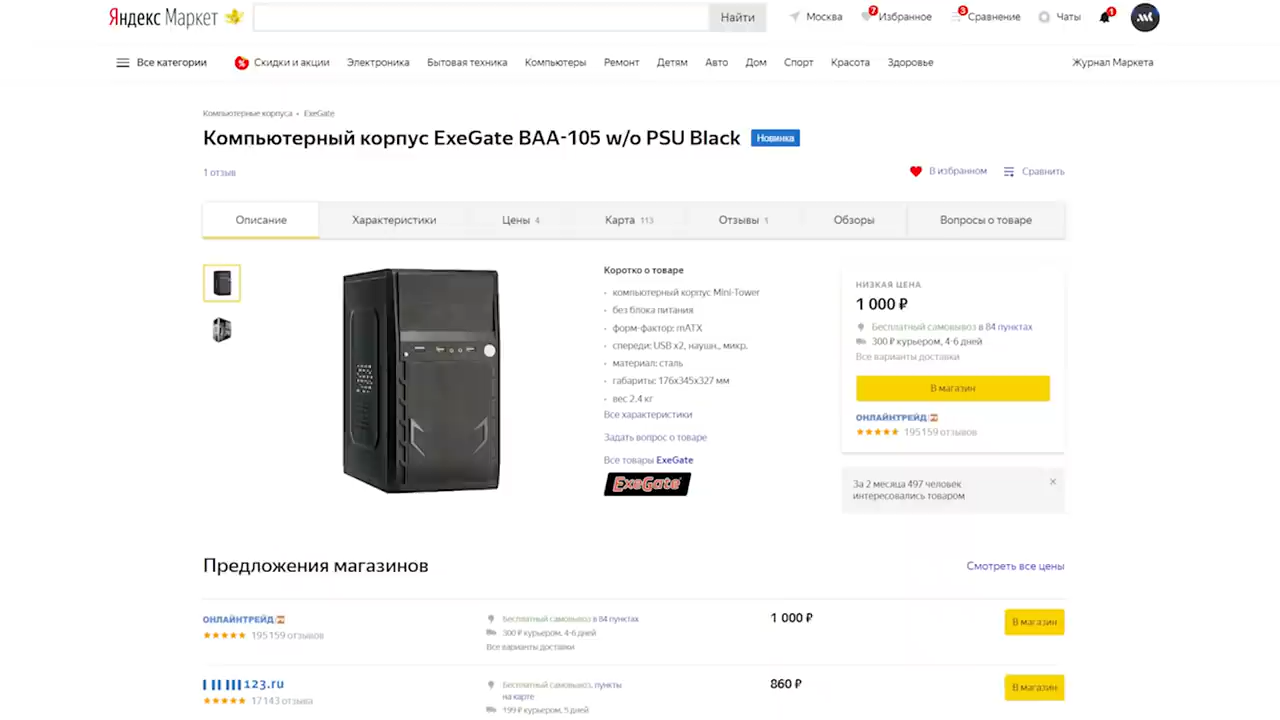 Яндекс Маркет
Найти
Москва
7
Избранное
3
Сравнение
Чаты
1
Все категории
%
Скидки и акции
Электроника
Бытовая техника
Компьютеры
Ремонт
Детям
Авто
Дом
Спорт
Красота
Здоровье
Журнал Маркета
Компьютерные корпуса • ExeGate
Компьютерный корпус ExeGate BAA-105 w/o PSU Black
Новинка
1 отзыв
В избранном
Сравнить
Описание
Характеристики
Цены 4
Карта 113
Отзывы 1
Обзоры
Вопросы о товаре
Коротко о товаре
компьютерный корпус Mini-Tower
без блока питания
форм-фактор: mATX
спереди: USB x2, наушн., микр.
материал: сталь
габариты: 176x345x327 мм
вес 2.4 кг
Все характеристики
Задать вопрос о товаре
Все товары ExeGate
ExeGate
НИЗКАЯ ЦЕНА
1 000 ₽
Бесплатный самовывоз в 84 пунктах
300 ₽ курьером, 4-6 дней
Все варианты доставки
В магазин
ОНЛАЙНТРЕЙД
195159 отзывов
За 2 месяца 497 человек
интересовались товаром
Предложения магазинов
Смотреть все цены
ОНЛАЙНТРЕЙД
195159 отзывов
Бесплатный самовывоз в 84 пунктах
300 ₽ курьером, 4-6 дней
Все варианты доставки
1 000 ₽
В магазин
123.ru
17143 отзыва
Бесплатный самовывоз, пункты
на карте
199 ₽ курьером, 5 дней
860 ₽
В магазин